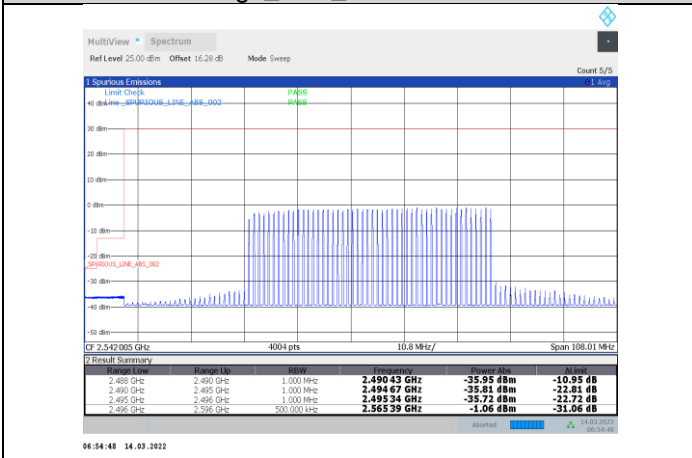 MultiView Spectrum
Ref Level 25.00 dBm Offset 16.28 dB Mode Sweep
Count 5/5
1 Spurious Emissions 1 Avg
Limit Check PASS
Line _SPURIOUS_LINE_ABS_002 PASS
40 dBm
30 dBm
20 dBm
10 dBm
0 dBm
-10 dBm
-20 dBm
_SPURIOUS_LINE_ABS_002
-30 dBm
-40 dBm
-50 dBm
CF 2.542 005 GHz 4004 pts 10.8 MHz/ Span 108.01 MHz
2 Result Summary
Range Low Range Up RBW Frequency Power Abs ΔLimit
2.488 GHz 2.490 GHz 1.000 MHz 2.490 43 GHz -35.95 dBm -10.95 dB
2.490 GHz 2.495 GHz 1.000 MHz 2.494 67 GHz -35.81 dBm -22.81 dB
2.495 GHz 2.496 GHz 1.000 MHz 2.495 34 GHz -35.72 dBm -22.72 dB
2.496 GHz 2.596 GHz 500.000 kHz 2.565 39 GHz -1.06 dBm -31.06 dB
Aborted 14.03.2022
06:54:48
06:54:48 14.03.2022